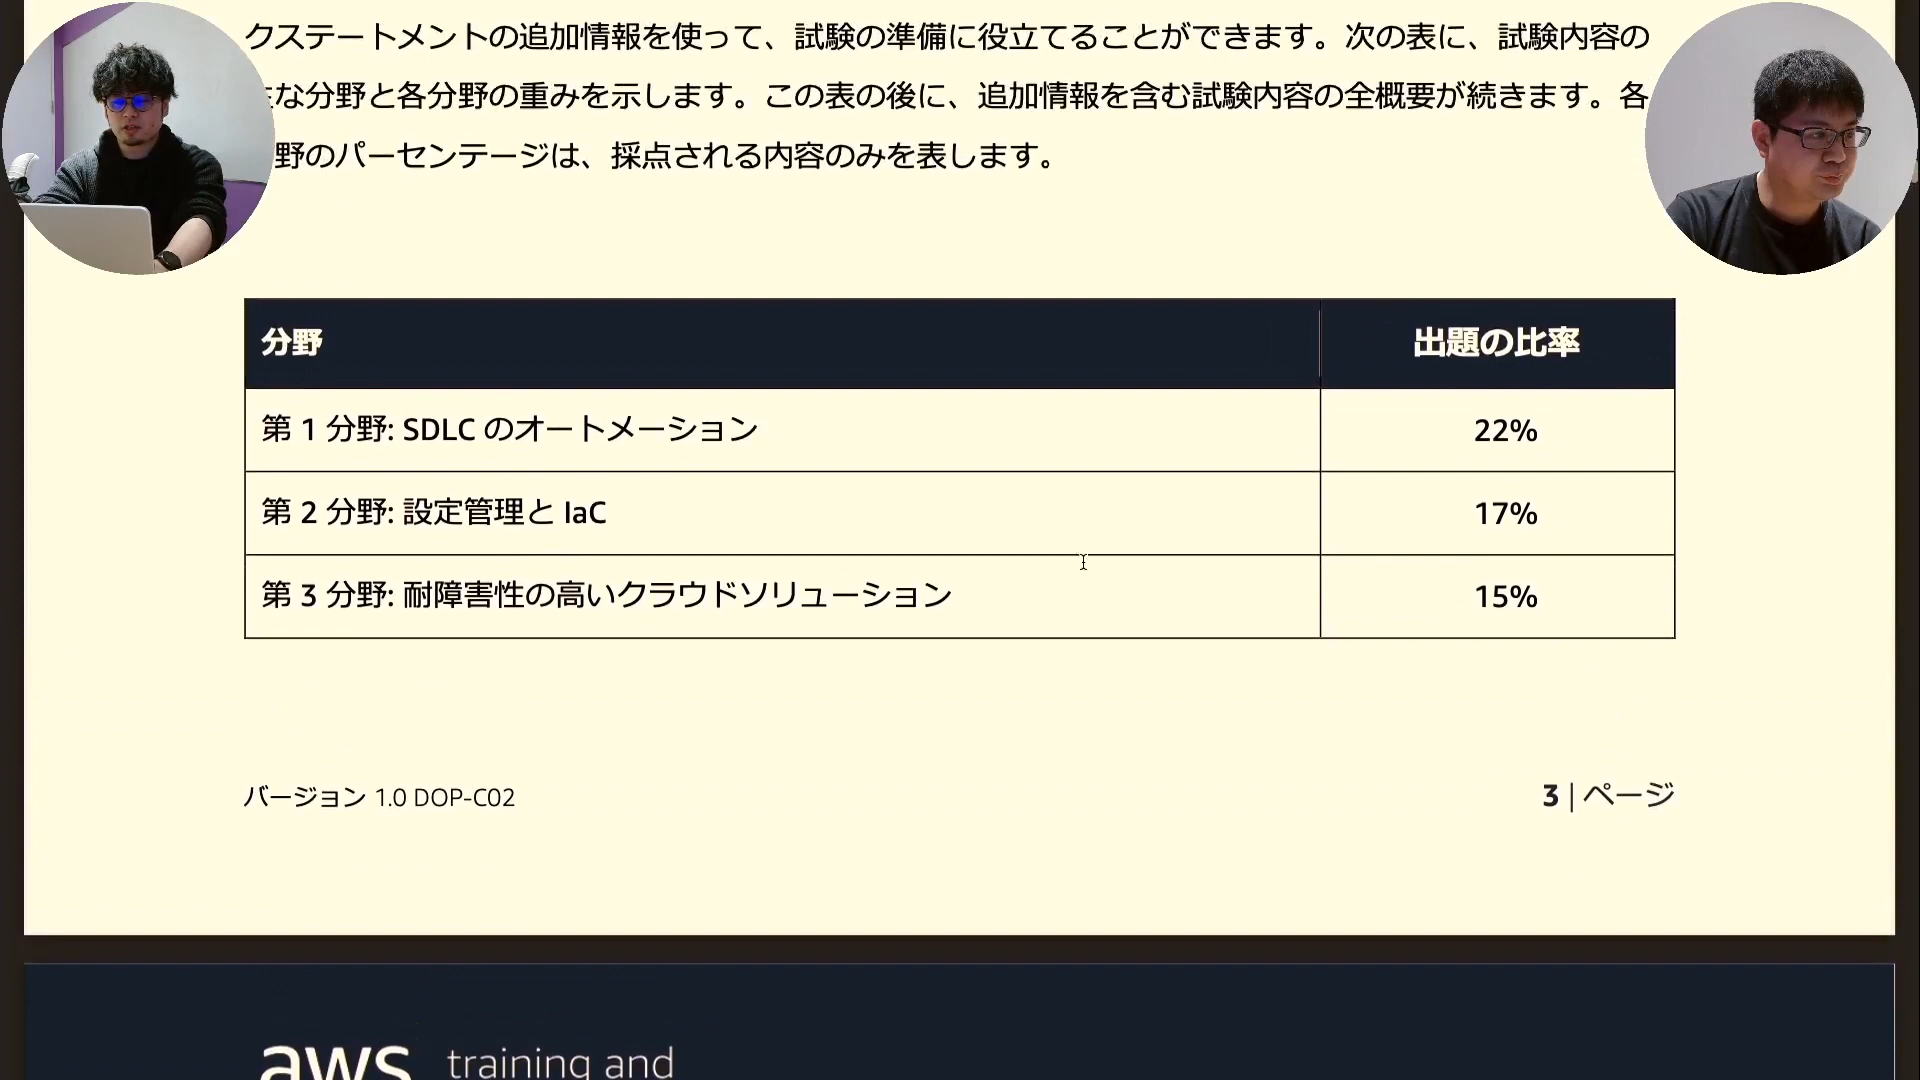 クステートメントの追加情報を使って、試験の準備に役立てることができます。次の表に、試験内容の
な分野と各分野の重みを示します。この表の後に、追加情報を含む試験内容の全概要が続きます。各
野のパーセンテージは、採点される内容のみを表します。
分野 出題の比率
第 1 分野: SDLC のオートメーション 22%
第 2 分野: 設定管理と IaC 17%
第 3 分野: 耐障害性の高いクラウドソリューション 15%
バージョン 1.0 DOP-C02 3 | ページ
aws training and